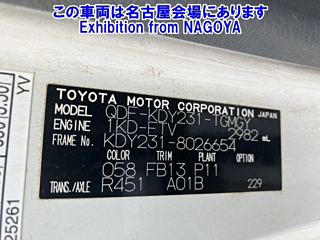 この車両は名古屋会場にあります
Exhibition from NAGOYA
TOYOTA MOTOR CORPORATION JAPAN
MODEL QDF-KDY231-TGMGY
ENGINE 1KD-FTV 2982 mL
FRAME No. KDY231-8026654
COLOR TRIM PLANT
058 FB13 P11
TRANS./AXLE R451 A01B 229
YV
25261